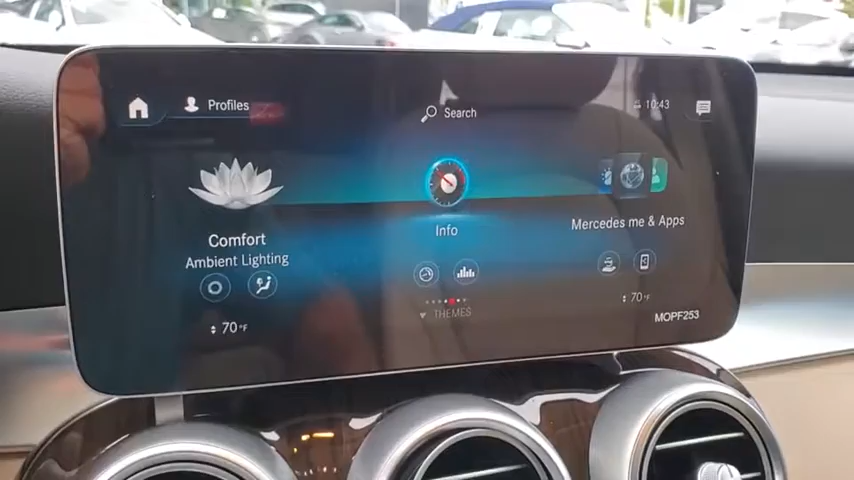 Profiles
Search
10:43
Comfort
Ambient Lighting
Info
Mercedes me & Apps
70°F
THEMES
70°F
MOPF253